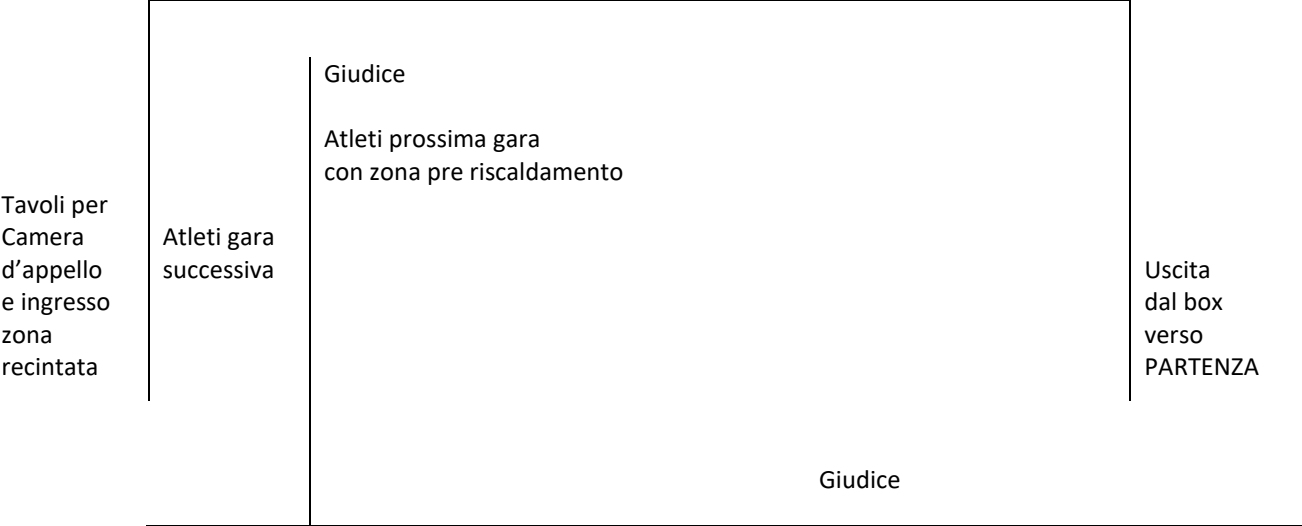 Tavoli per
Camera
d’appello
e ingresso
zona
recintata
Atleti gara
successiva
Giudice
Atleti prossima gara
con zona pre riscaldamento
Giudice
Uscita
dal box
verso
PARTENZA